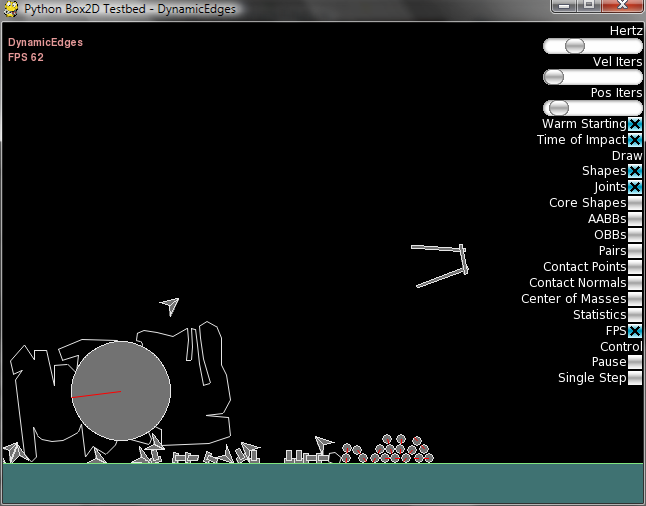 Python Box2D Testbed - DynamicEdges
DynamicEdges
FPS 62
Hertz
Vel Iters
Pos Iters
Warm Starting
Time of Impact
Draw
Shapes
Joints
Core Shapes
AABBs
OBBs
Pairs
Contact Points
Contact Normals
Center of Masses
Statistics
FPS
Control
Pause
Single Step